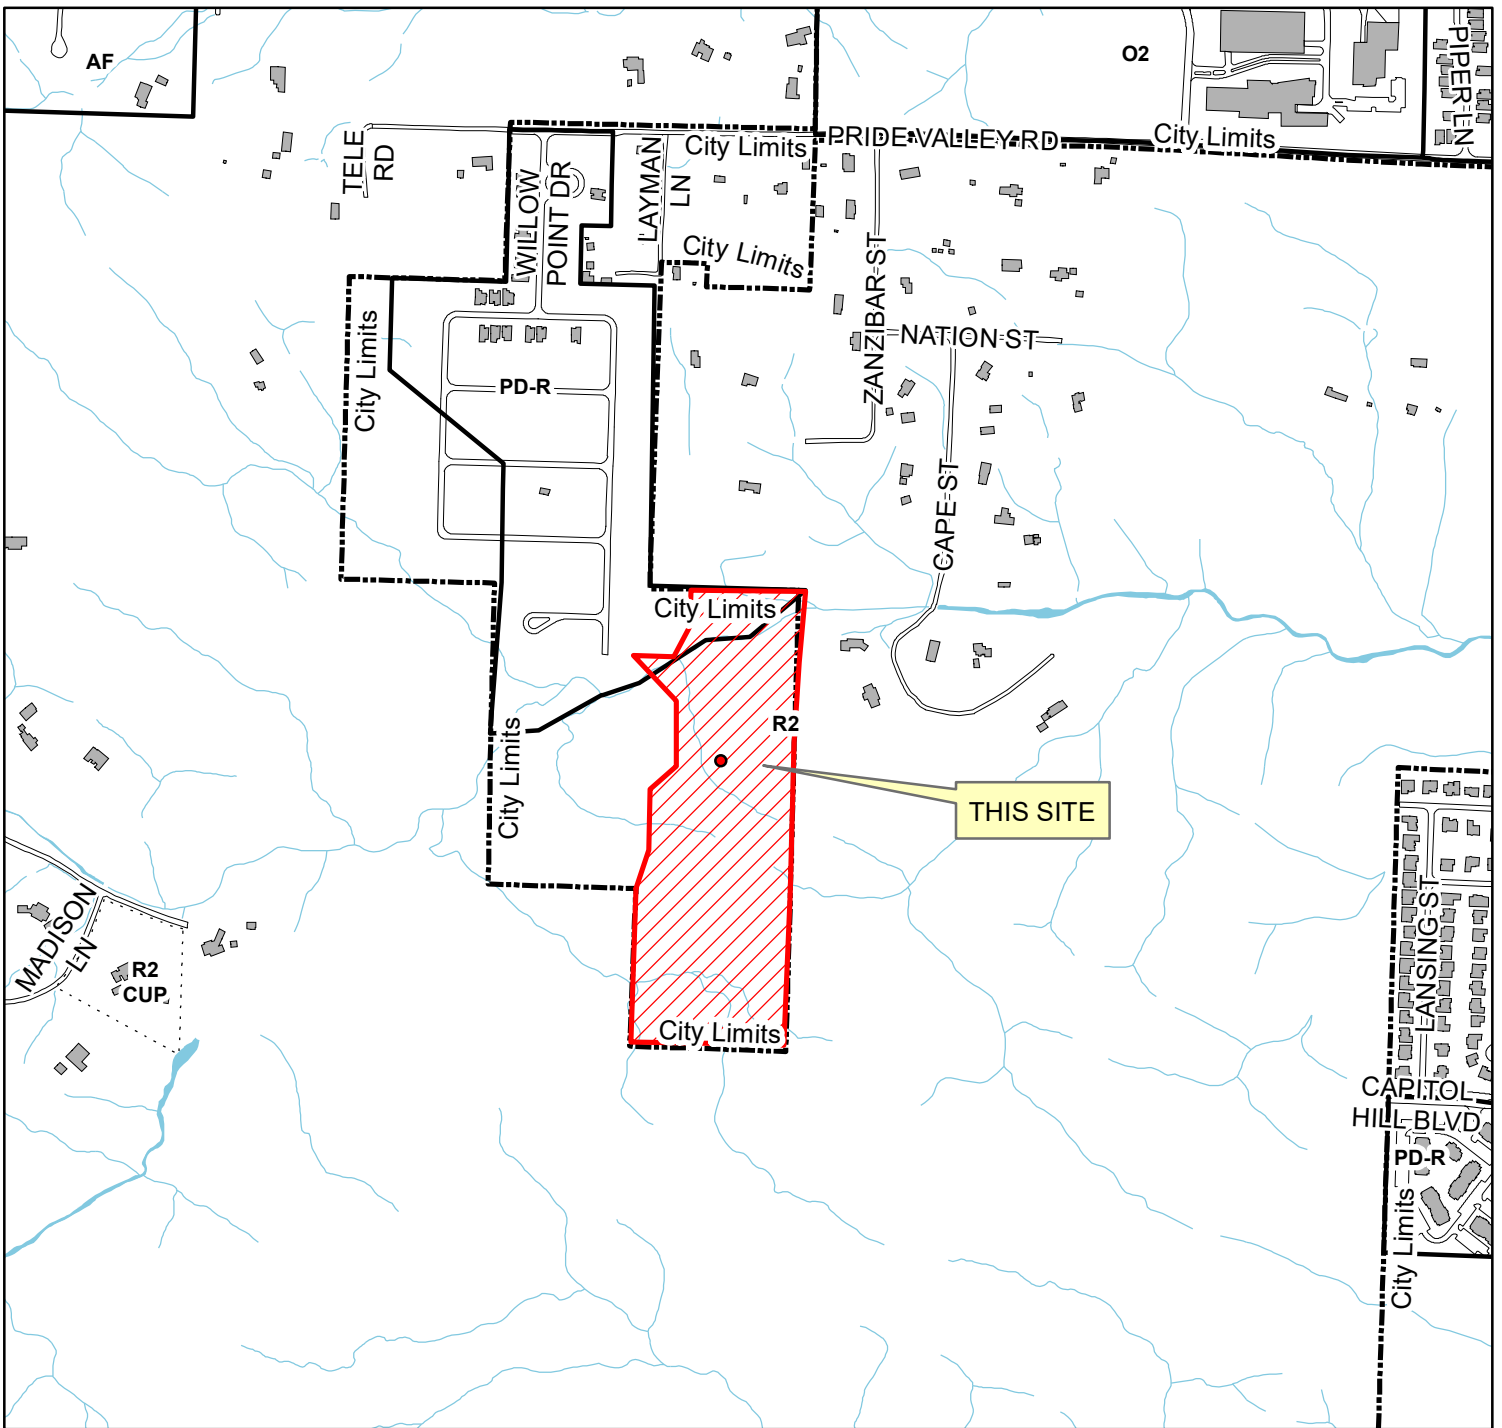 AF
O2
PIPER LN
PRIDE VALLEY RD
City Limits
City Limits
TELE
RD
WILLOW
POINT DR
LAYMAN
LN
City Limits
ZANZIBAR ST
NATION ST
City Limits
PD-R
CAPE ST
City Limits
R2
City Limits
THIS SITE
MADISON
LN
R2
CUP
LANSING ST
City Limits
CAPITOL
HILL BLVD
PD-R
City Limits